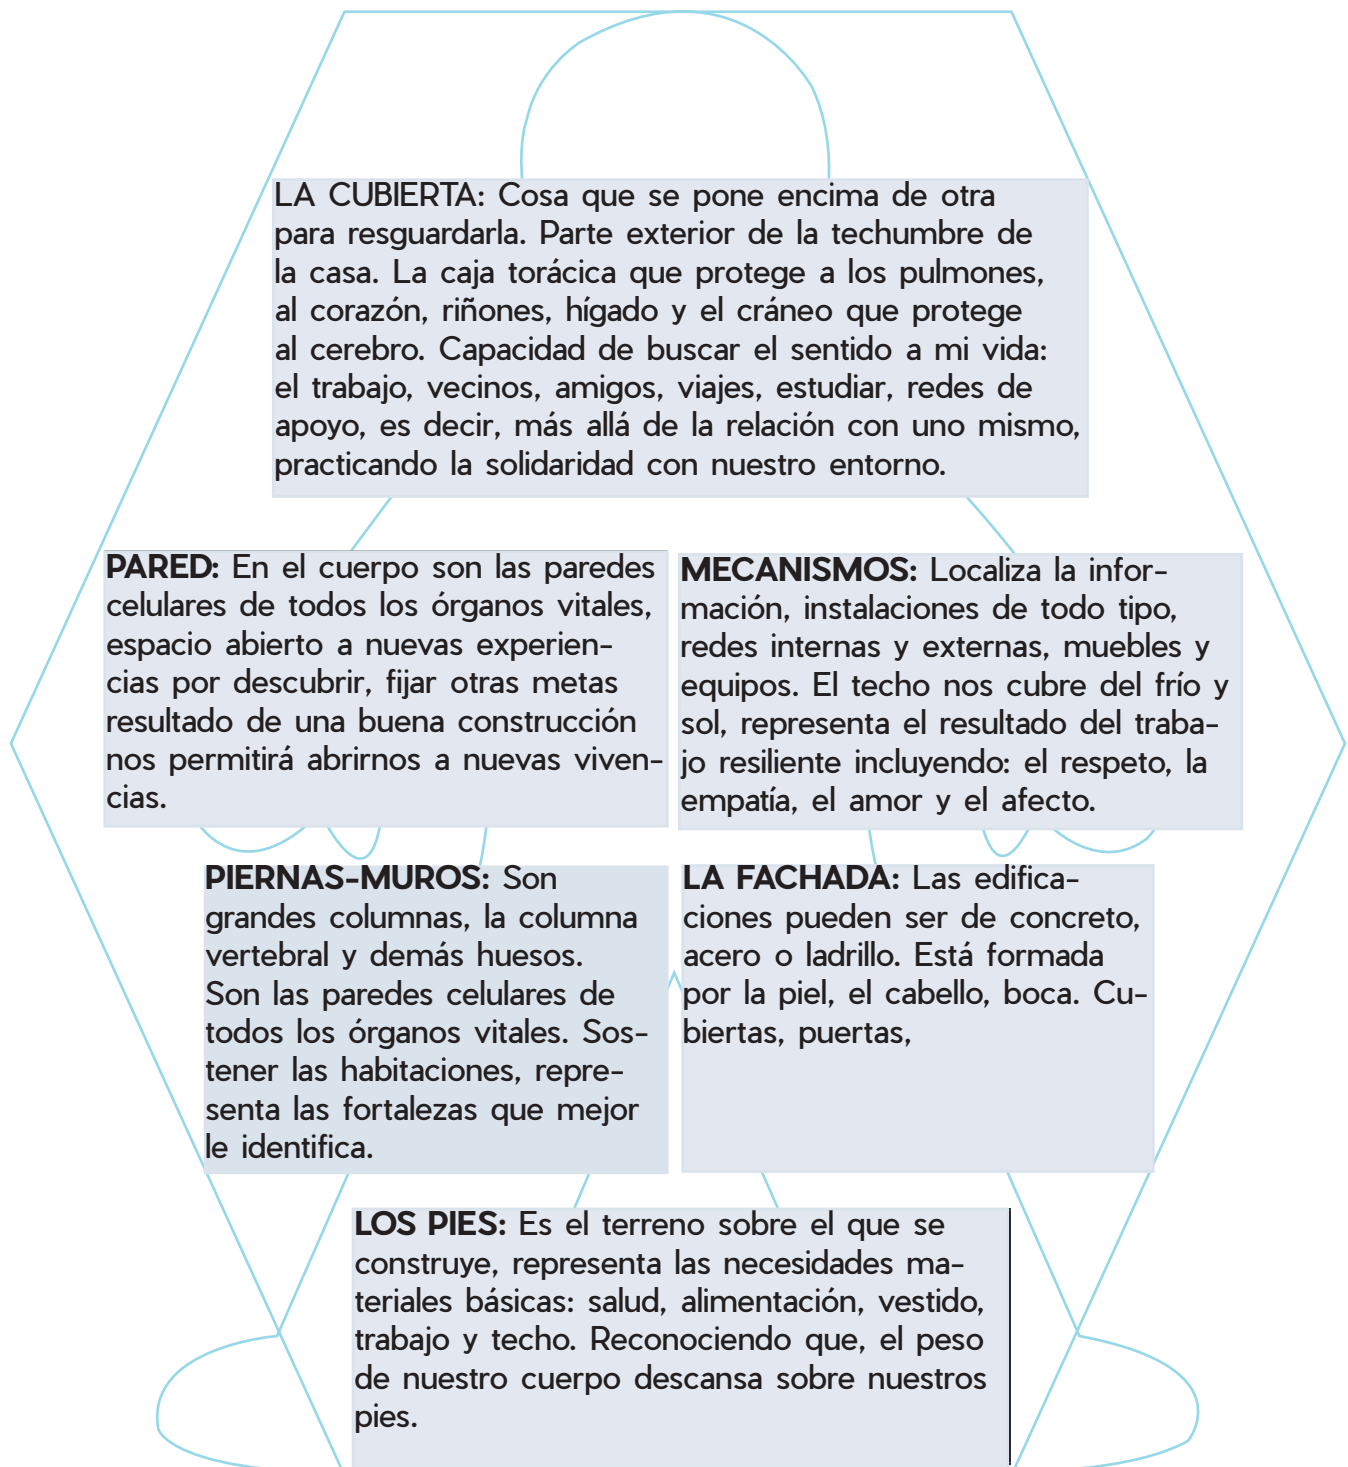 LA CUBIERTA: Cosa que se pone encima de otra
para resguardarla. Parte exterior de la techumbre de
la casa. La caja torácica que protege a los pulmones,
al corazón, riñones, hígado y el cráneo que protege
al cerebro. Capacidad de buscar el sentido a mi vida:
el trabajo, vecinos, amigos, viajes, estudiar, redes de
apoyo, es decir, más allá de la relación con uno mismo,
practicando la solidaridad con nuestro entorno.
PARED: En el cuerpo son las paredes
celulares de todos los órganos vitales,
espacio abierto a nuevas experien-
cias por descubrir, fijar otras metas
resultado de una buena construcción
nos permitirá abrirnos a nuevas viven-
cias.
MECANISMOS: Localiza la infor-
mación, instalaciones de todo tipo,
redes internas y externas, muebles y
equipos. El techo nos cubre del frío y
sol, representa el resultado del traba-
jo resiliente incluyendo: el respeto, la
empatía, el amor y el afecto.
PIERNAS-MUROS: Son
grandes columnas, la columna
vertebral y demás huesos.
Son las paredes celulares de
todos los órganos vitales. Sos-
tener las habitaciones, repre-
senta las fortalezas que mejor
le identifica.
LA FACHADA: Las edifica-
ciones pueden ser de concreto,
acero o ladrillo. Está formada
por la piel, el cabello, boca. Cu-
biertas, puertas,
LOS PIES: Es el terreno sobre el que se
construye, representa las necesidades ma-
teriales básicas: salud, alimentación, vestido,
trabajo y techo. Reconociendo que, el peso
de nuestro cuerpo descansa sobre nuestros
pies.